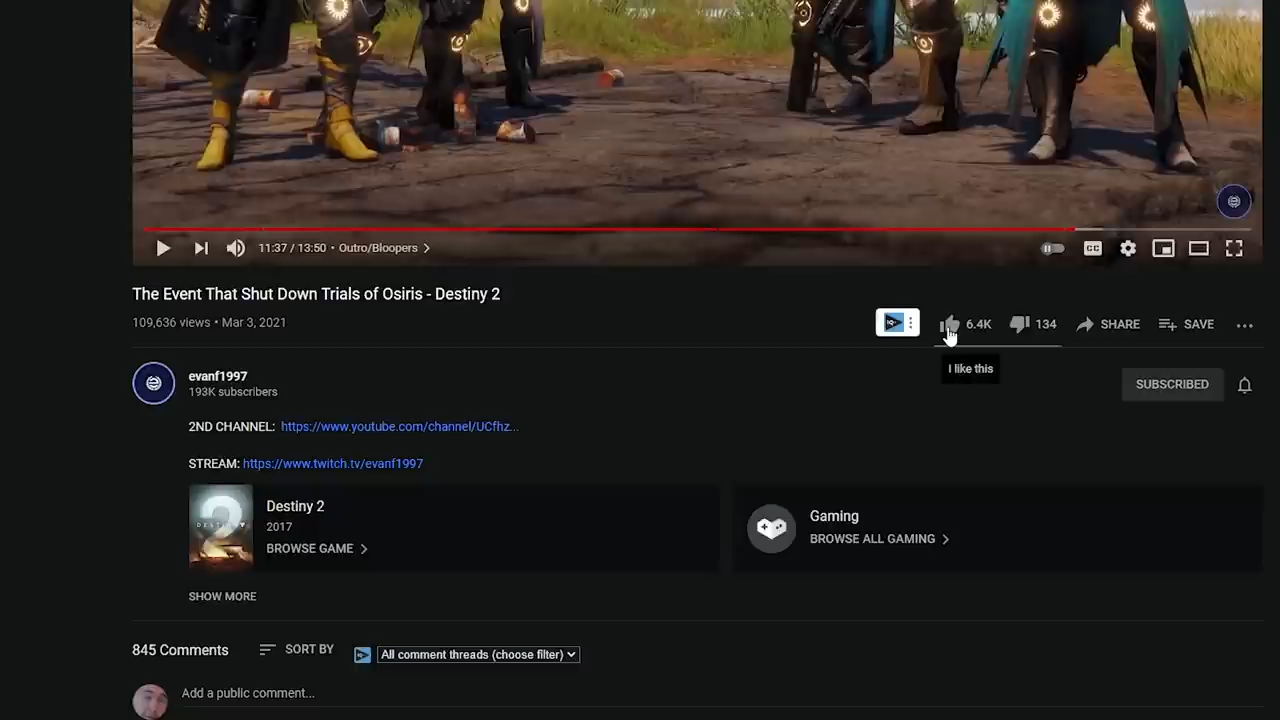 11:37 / 13:50 • Outro/Bloopers
CC
The Event That Shut Down Trials of Osiris - Destiny 2
109,636 views • Mar 3, 2021
6.4K
134
SHARE
SAVE
I like this
evanf1997
193K subscribers
SUBSCRIBED
2ND CHANNEL: https://www.youtube.com/channel/UCfhz...
STREAM: https://www.twitch.tv/evanf1997
DESTINY 2
Destiny 2
2017
BROWSE GAME
Gaming
BROWSE ALL GAMING
SHOW MORE
845 Comments
SORT BY
All comment threads (choose filter)
Add a public comment...